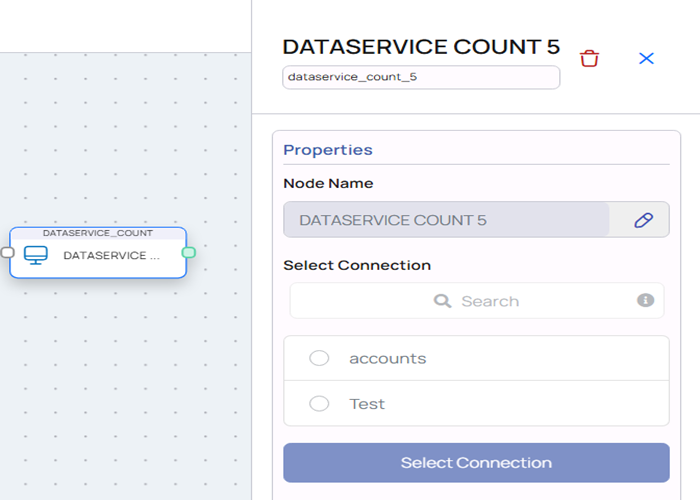 DATASERVICE COUNT 5
dataservice_count_5
Properties
Node Name
DATASERVICE COUNT 5
Select Connection
Search
accounts
Test
Select Connection
DATASERVICE_COUNT
DATASERVICE ...